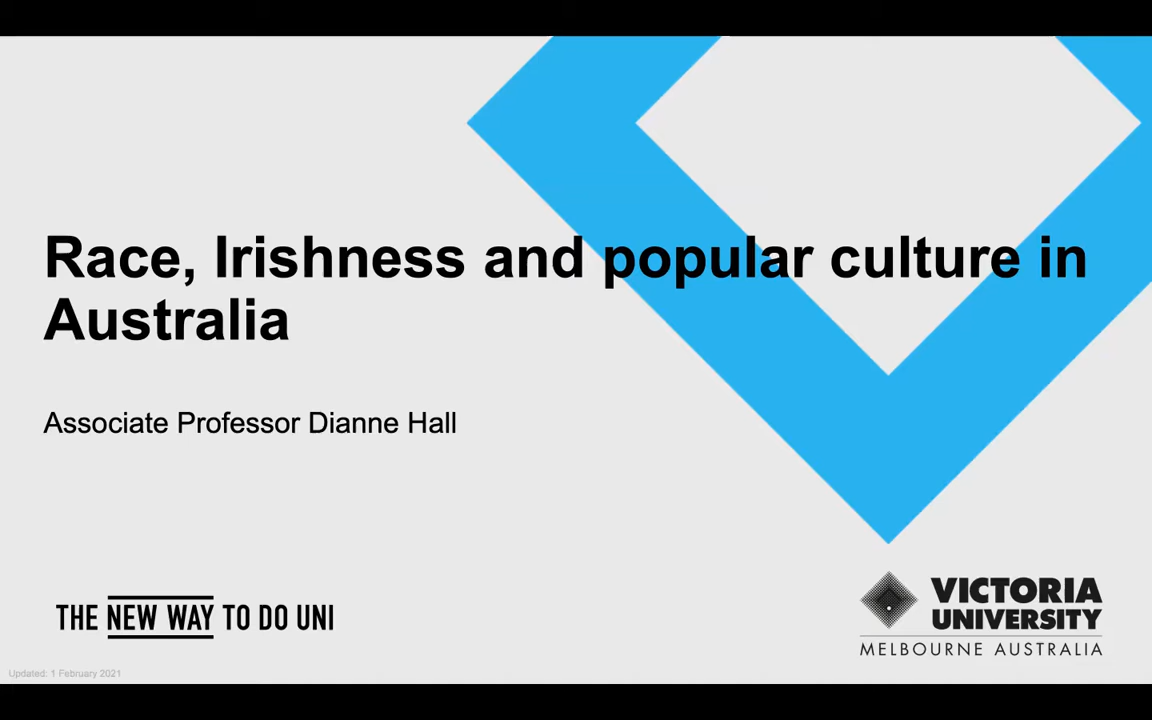 Race, Irishness and popular culture in
Australia
Associate Professor Dianne Hall
THE NEW WAY TO DO UNI
VICTORIA
UNIVERSITY
MELBOURNE AUSTRALIA
Updated: 1 February 2021